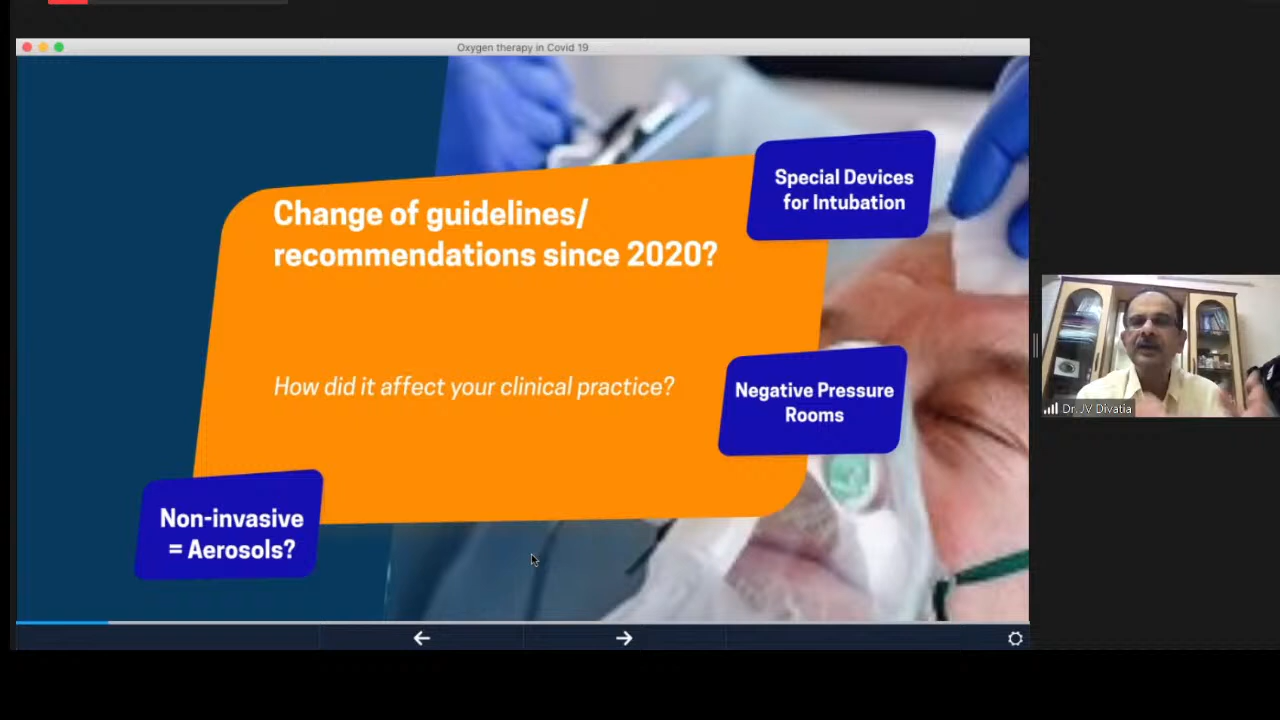 Oxygen therapy in Covid 19
Special Devices
for Intubation
Change of guidelines/
recommendations since 2020?
How did it affect your clinical practice?
Negative Pressure
Rooms
Non-invasive
= Aerosols?
Dr. JV Divatia